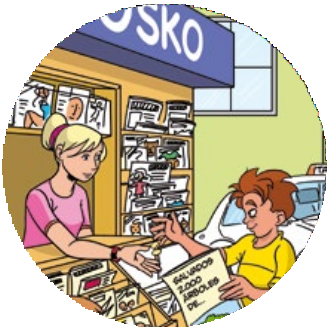 OSKO
SALVADOS
2.000
ÁRBOLES
DE...